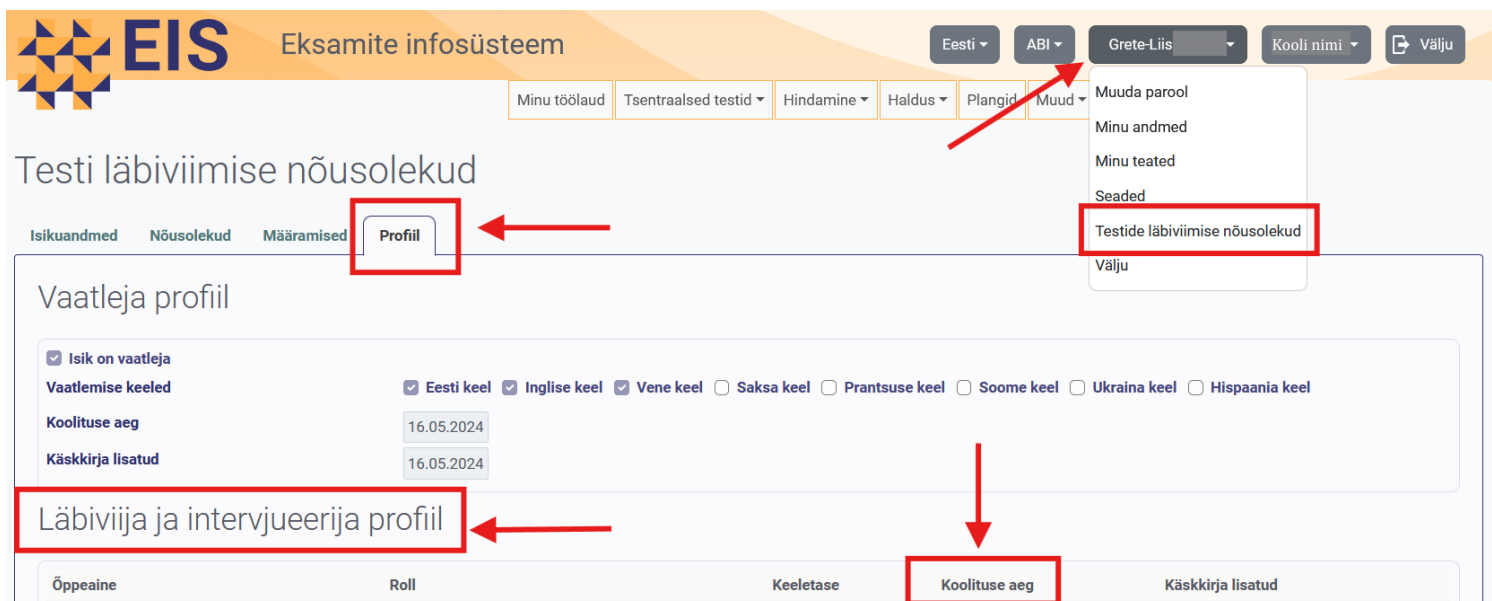 EIS Eksamite infosüsteem Eesti ABI Grete-Liis Kooli nimi Välju
Minu töölaud Tsentraalsed testid Hindamine Haldus Plangid Muud
Muuda parool
Minu andmed
Minu teated
Seaded
Testide läbiviimise nõusolekud
Välju
Testi läbiviimise nõusolekud
Isikuandmed Nõusolekud Määramised Profiil
Vaatleja profiil
Isik on vaatleja
Vaatlemise keeled Eesti keel Inglise keel Vene keel Saksa keel Prantsuse keel Soome keel Ukraina keel Hispaania keel
Koolituse aeg 16.05.2024
Käskkirja lisatud 16.05.2024
Läbiviija ja intervjueerija profiil
Õppeaine Roll Keeletase Koolituse aeg Käskkirja lisatud